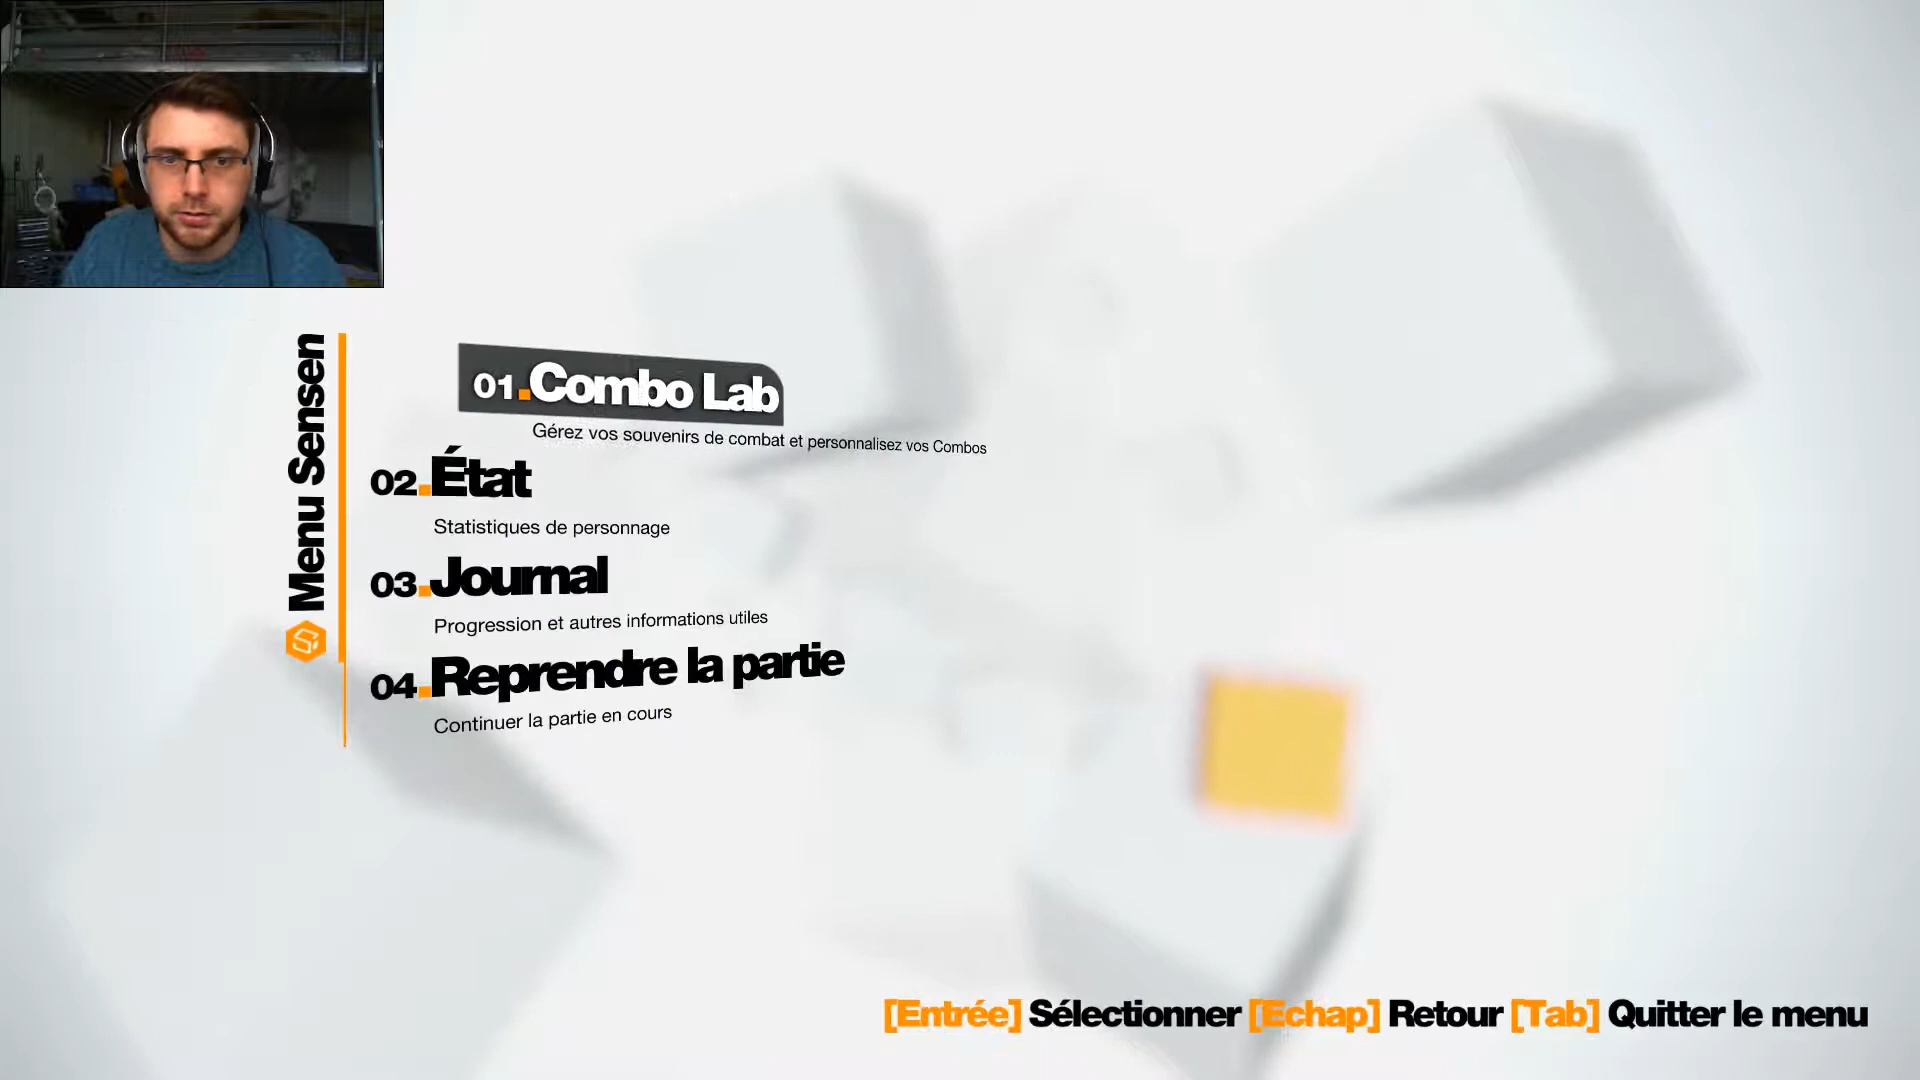 Menu Sensen
01.Combo Lab
Gérez vos souvenirs de combat et personnalisez vos Combos
02.État
Statistiques de personnage
03.Journal
Progression et autres informations utiles
04.Reprendre la partie
Continuer la partie en cours
[Entrée] Sélectionner [Echap] Retour [Tab] Quitter le menu